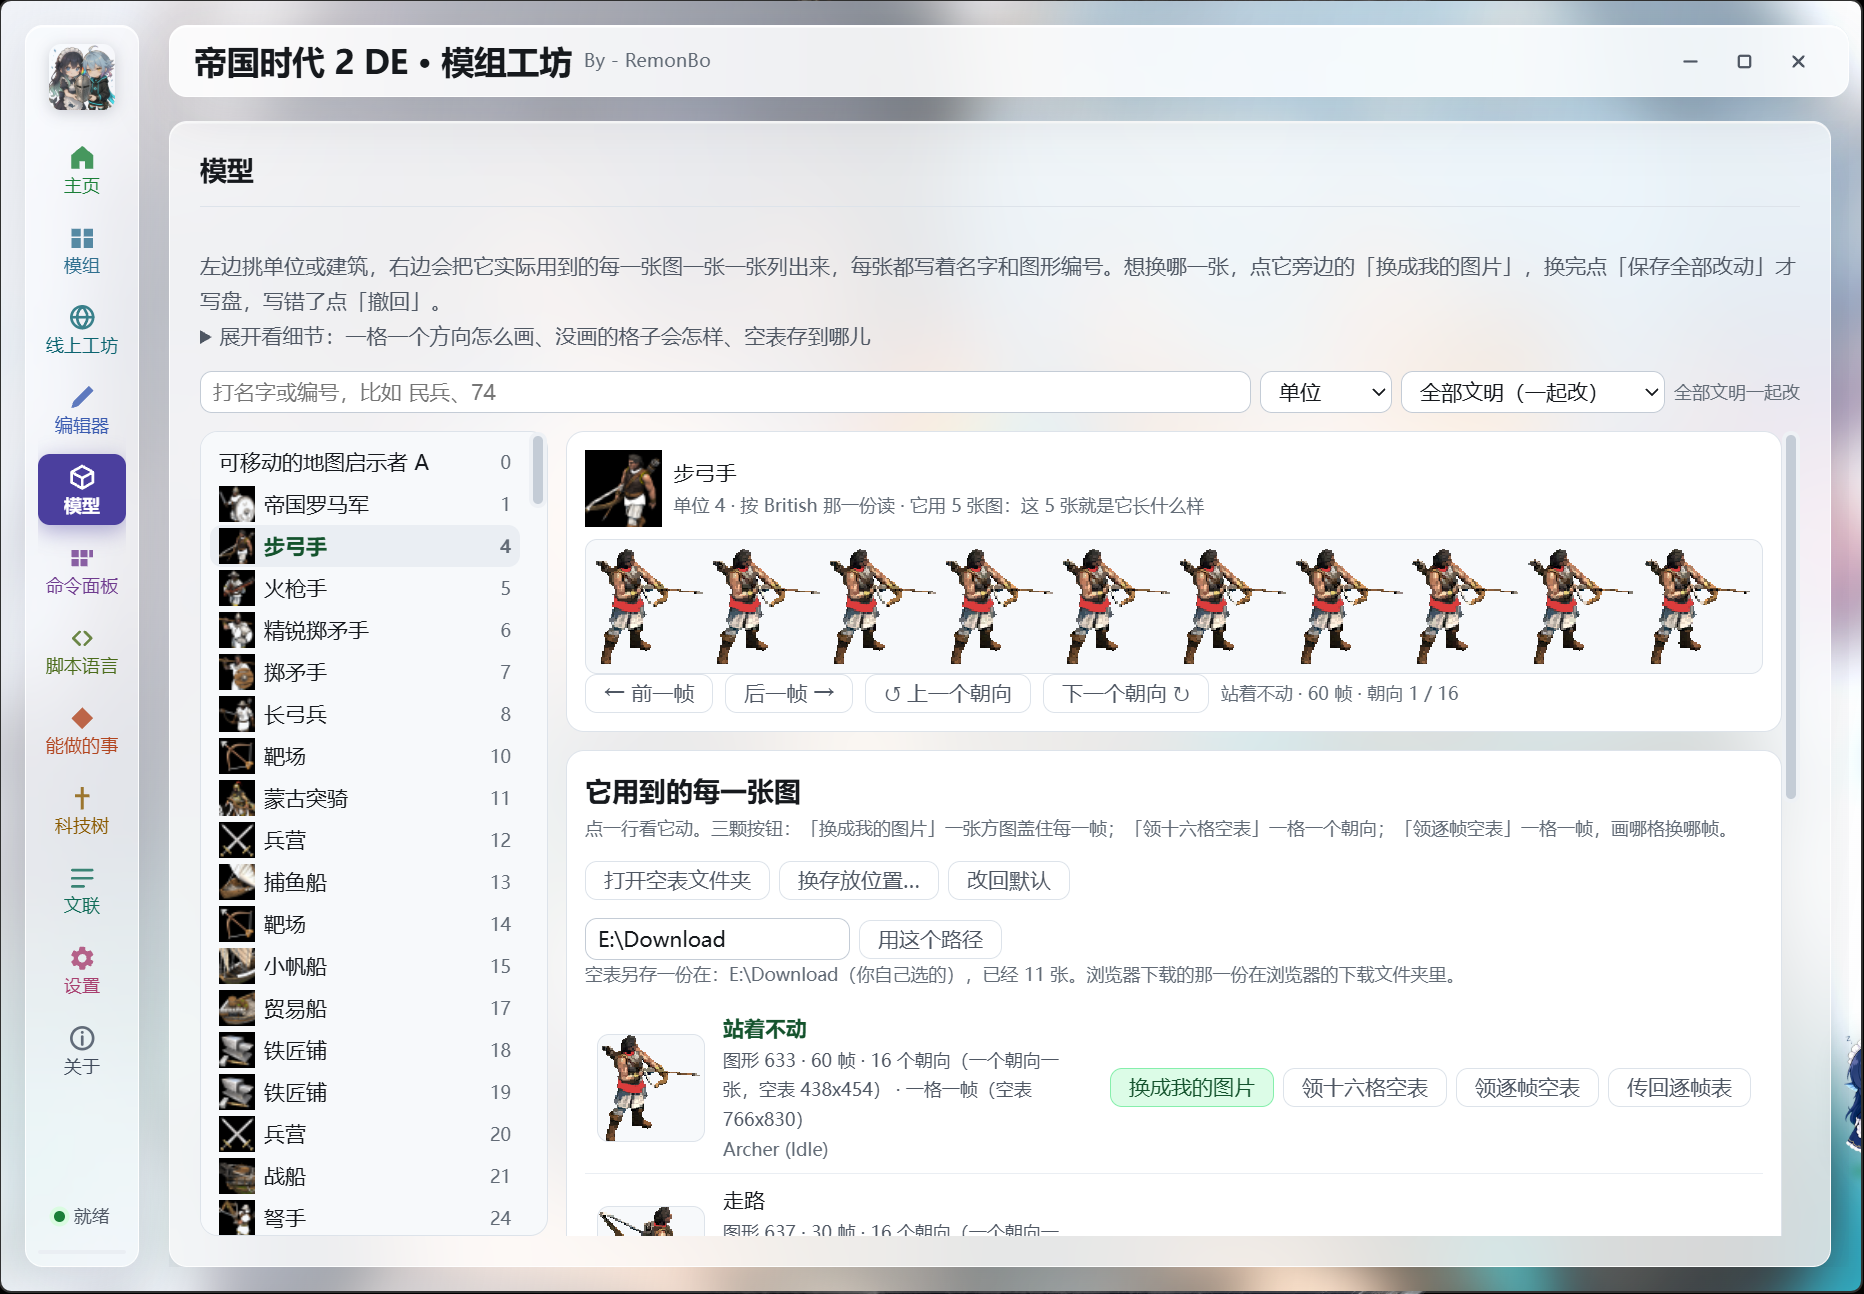 帝国时代 2 DE • 模组工坊 By - RemonBo
主页
模组
线上工坊
编辑器
模型
命令面板
脚本语言
能做的事
科技树
文联
设置
关于
就绪
模型
左边挑单位或建筑，右边会把它实际用到的每一张图一张一张列出来，每张都写着名字和图形编号。想换哪一张，点它旁边的「换成我的图片」，换完点「保存全部改动」才
写盘，写错了点「撤回」。
▶ 展开看细节：一格一个方向怎么画、没画的格子会怎样、空表存到哪儿
打名字或编号，比如 民兵、74
单位
全部文明（一起改）
全部文明一起改
可移动的地图启示者 A 0
帝国罗马军 1
步弓手 4
火枪手 5
精锐掷矛手 6
掷矛手 7
长弓兵 8
靶场 10
蒙古突骑 11
兵营 12
捕鱼船 13
靶场 14
小帆船 15
贸易船 17
铁匠铺 18
铁匠铺 19
兵营 20
战船 21
弩手 24
步弓手
单位 4 · 按 British 那一份读 · 它用 5 张图：这 5 张就是它长什么样
← 前一帧
后一帧 →
↺ 上一个朝向
下一个朝向 ↻
站着不动 · 60 帧 · 朝向 1 / 16
它用到的每一张图
点一行看它动。三颗按钮：「换成我的图片」一张方图盖住每一帧；「领十六格空表」一格一个朝向；「领逐帧空表」一格一帧，画哪格换哪帧。
打开空表文件夹
换存放位置...
改回默认
E:\Download
用这个路径
空表另存一份在：E:\Download（你自己选的），已经 11 张。浏览器下载的那一份在浏览器的下载文件夹里。
站着不动
图形 633 · 60 帧 · 16 个朝向（一个朝向一
张，空表 438x454） · 一格一帧（空表
766x830）
Archer (Idle)
换成我的图片
领十六格空表
领逐帧空表
传回逐帧表
走路
图形 637 · 30 帧 · 16 个朝向（一个朝向一